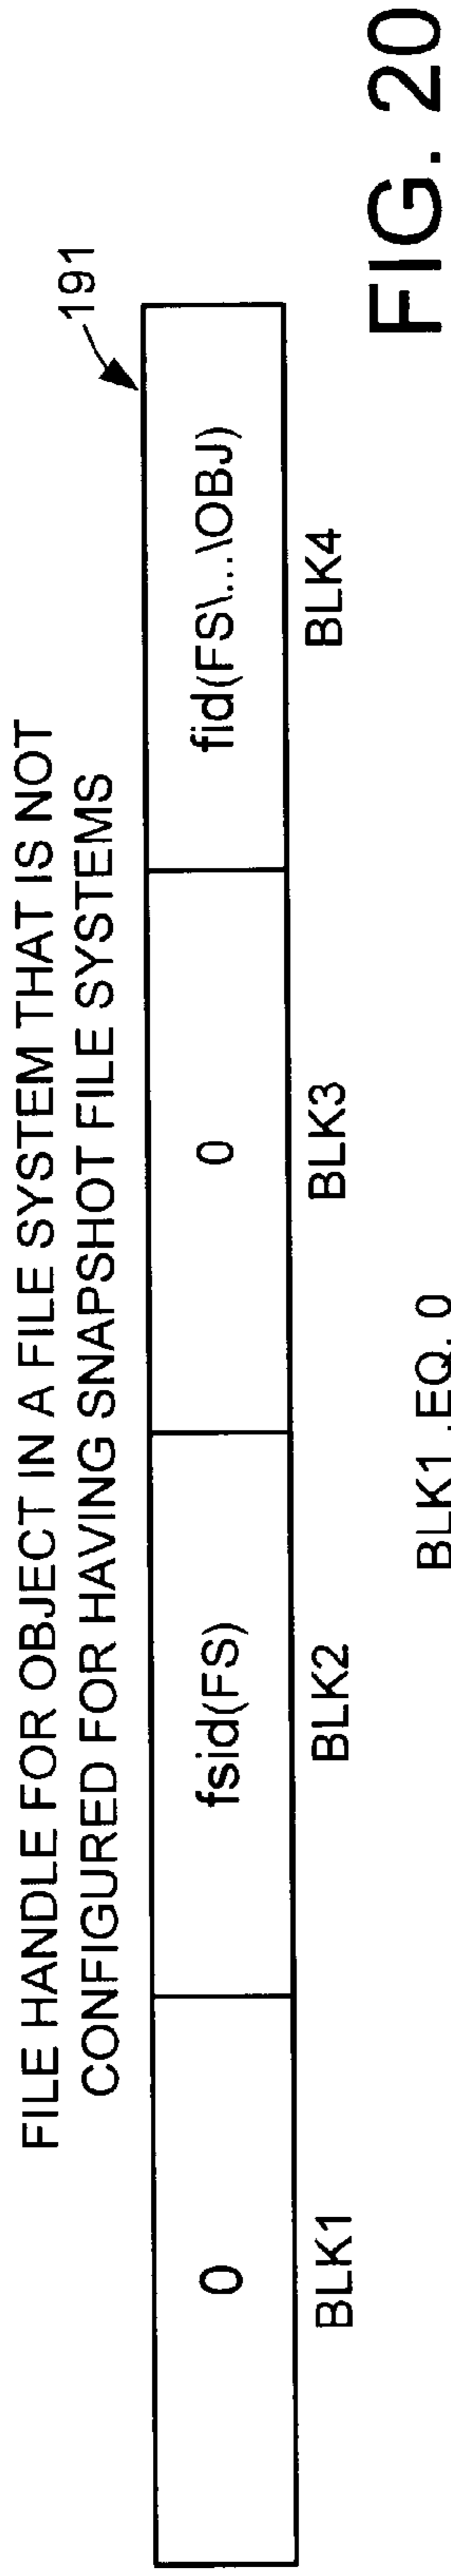 FILE HANDLE FOR OBJECT IN A FILE SYSTEM THAT IS NOT
CONFIGURED FOR HAVING SNAPSHOT FILE SYSTEMS
191
0
fsid(FS)
0
fid(FS\...\OBJ)
BLK1
BLK2
BLK3
BLK4
BLK1 .EQ. 0
FIG. 20